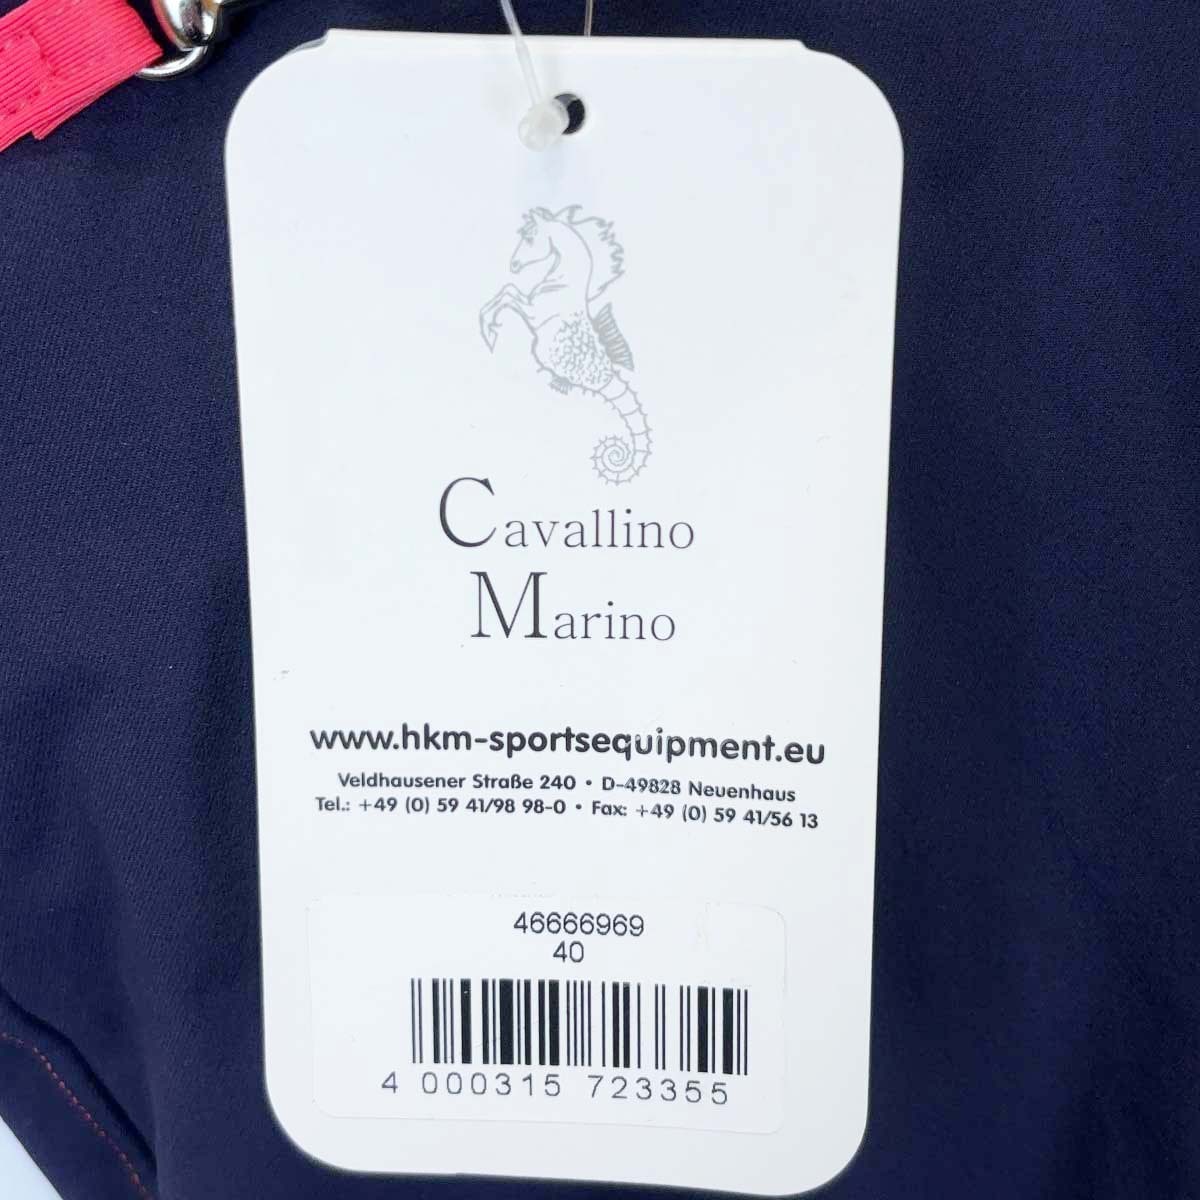 Cavallino
Marino
www.hkm-sportsequipment.eu
Veldhausener Straße 240 • D-49828 Neuenhaus
Tel.: +49 (0) 59 41/98 98-0 • Fax: +49 (0) 59 41/56 13
46666969
40
4 000315 723355